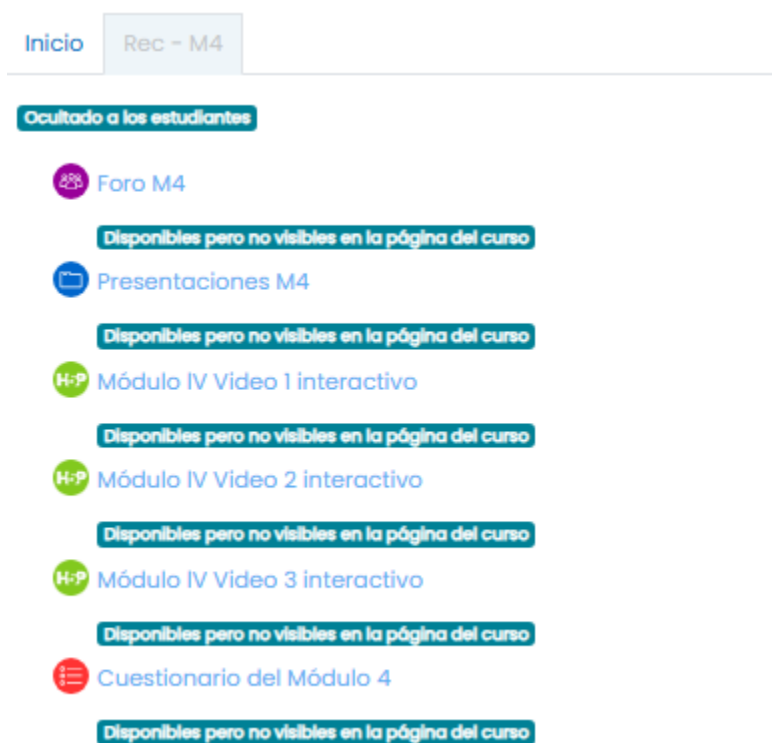 Inicio Rec - M4
Ocultado a los estudiantes
Foro M4
Disponibles pero no visibles en la página del curso
Presentaciones M4
Disponibles pero no visibles en la página del curso
H-P Módulo IV Video 1 interactivo
Disponibles pero no visibles en la página del curso
H-P Módulo IV Video 2 interactivo
Disponibles pero no visibles en la página del curso
H-P Módulo IV Video 3 interactivo
Disponibles pero no visibles en la página del curso
Cuestionario del Módulo 4
Disponibles pero no visibles en la página del curso